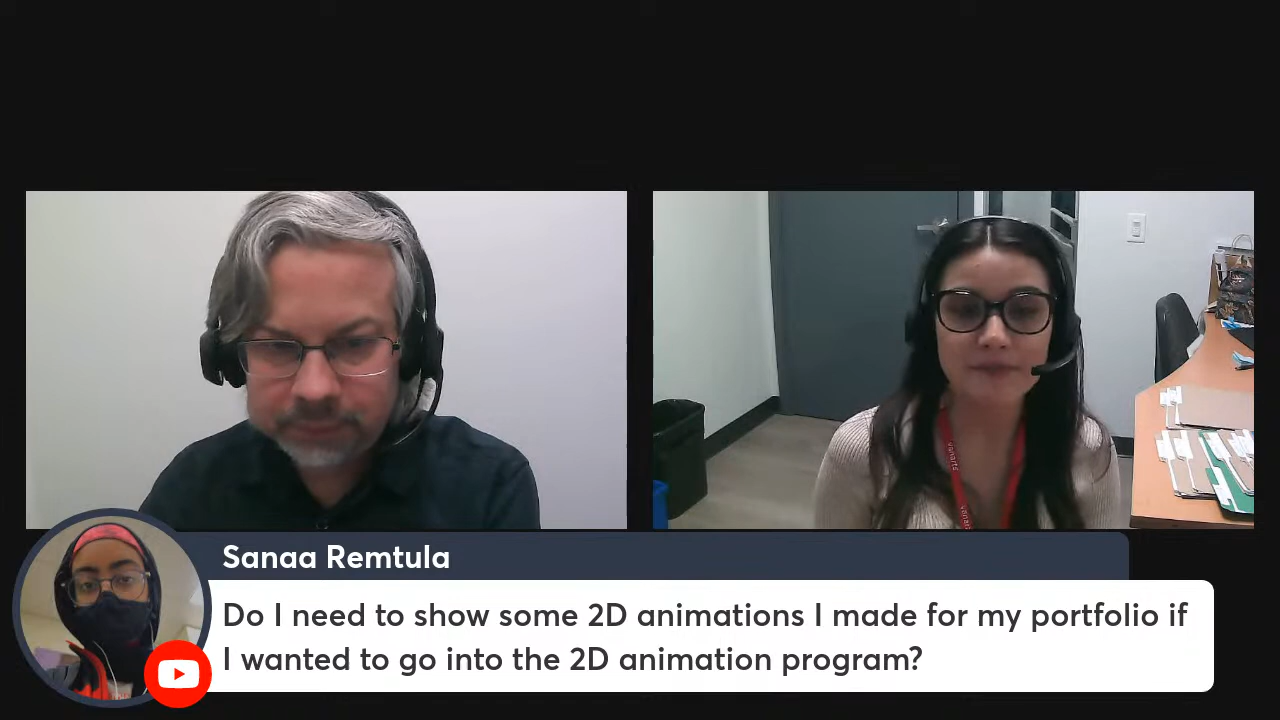 vanarts
Sanaa Remtula
Do I need to show some 2D animations I made for my portfolio if
I wanted to go into the 2D animation program?